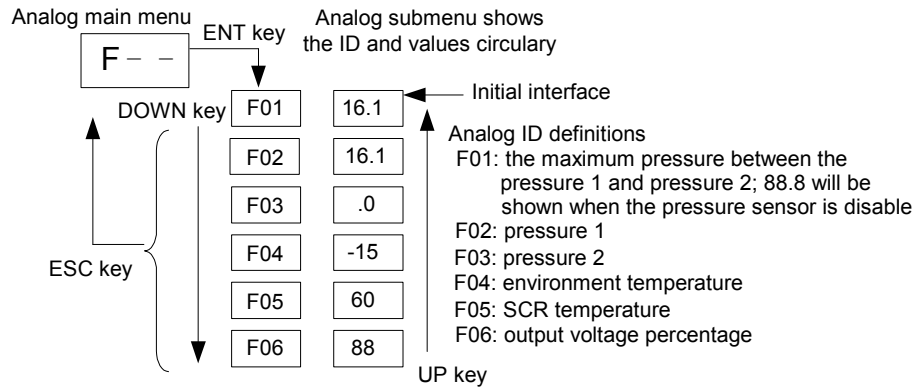 Analog main menu
ENT key
Analog submenu shows
the ID and values circulary
F - -
Initial interface
DOWN key
F01 16.1
F02 16.1
F03 .0
F04 -15
F05 60
F06 88
ESC key
UP key
Analog ID definitions
F01: the maximum pressure between the
pressure 1 and pressure 2; 88.8 will be
shown when the pressure sensor is disable
F02: pressure 1
F03: pressure 2
F04: environment temperature
F05: SCR temperature
F06: output voltage percentage